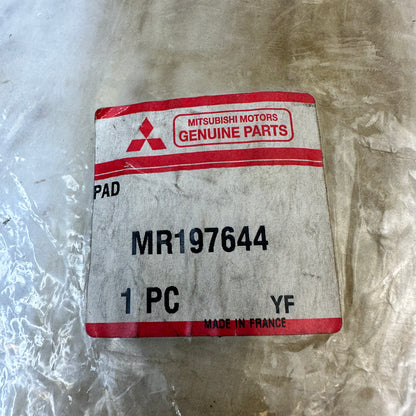 MITSUBISHI MOTORS
GENUINE PARTS
PAD
MR197644
1 PC YF
MADE IN FRANCE